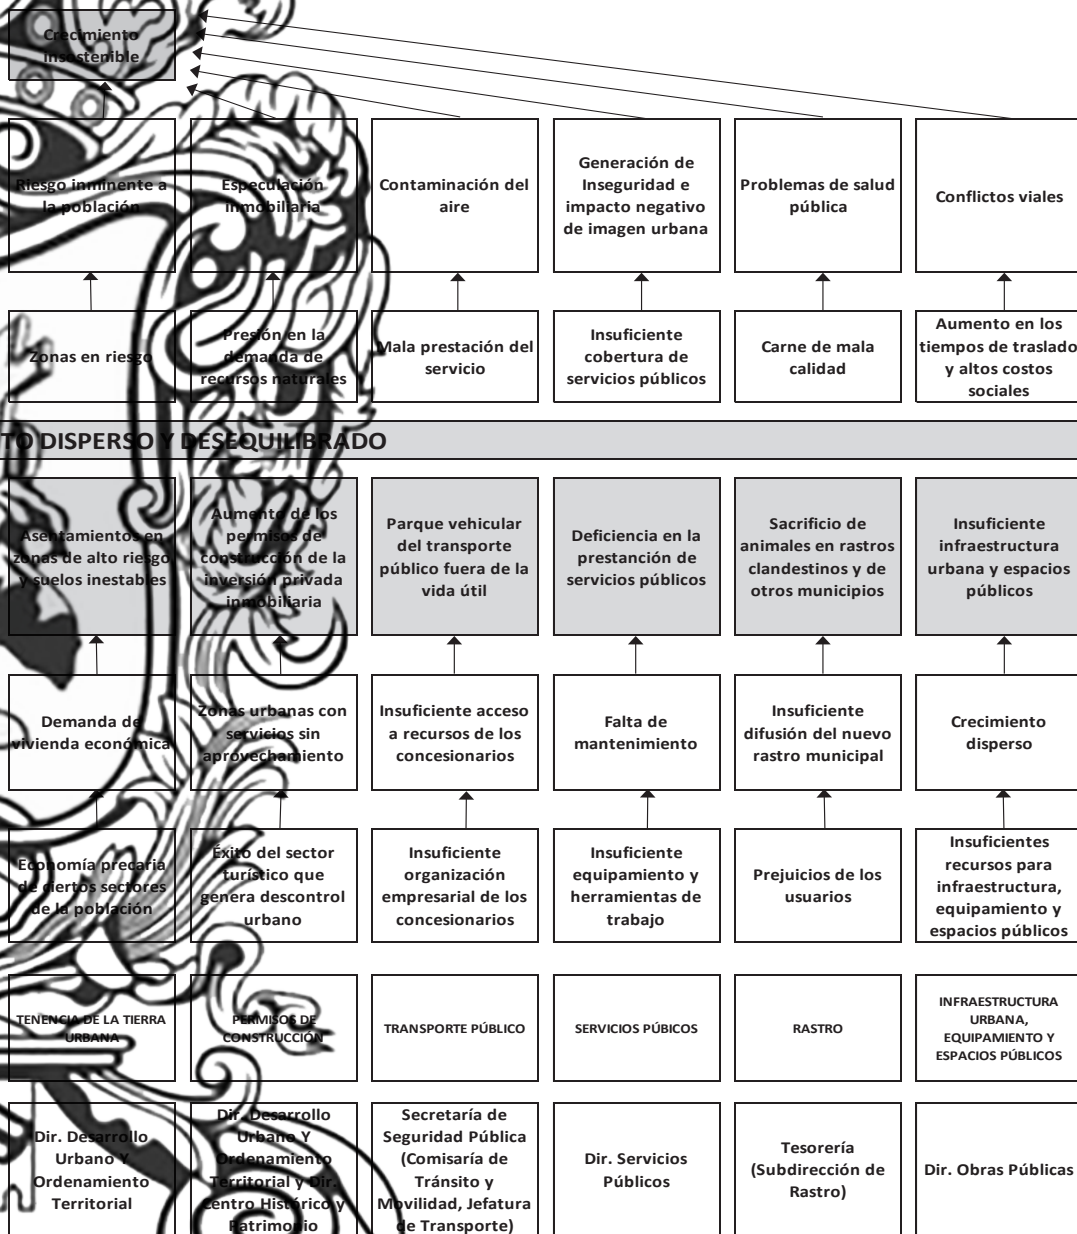 Crecimiento
insostenible
Riesgo inminente a
la población
Especulación
inmobiliaria
Contaminación del
aire
Generación de
Inseguridad e
impacto negativo
de imagen urbana
Problemas de salud
pública
Conflictos viales
Zonas en riesgo
Presión en la
demanda de
recursos naturales
Mala prestación del
servicio
Insuficiente
cobertura de
servicios públicos
Carne de mala
calidad
Aumento en los
tiempos de traslado
y altos costos
sociales
TO DISPERSO Y DESEQUILIBRADO
Asentamientos en
zonas de alto riesgo
y suelos inestables
Aumento de los
permisos de
construcción de la
inversión privada
inmobiliaria
Parque vehicular
del transporte
público fuera de la
vida útil
Deficiencia en la
prestanción de
servicios públicos
Sacrificio de
animales en rastros
clandestinos y de
otros municipios
Insuficiente
infraestructura
urbana y espacios
públicos
Demanda de
vivienda económica
Zonas urbanas con
servicios sin
aprovechamiento
Insuficiente acceso
a recursos de los
concesionarios
Falta de
mantenimiento
Insuficiente
difusión del nuevo
rastro municipal
Crecimiento
disperso
Economía precaria
de ciertos sectores
de la población
Éxito del sector
turístico que
genera descontrol
urbano
Insuficiente
organización
empresarial de los
concesionarios
Insuficiente
equipamiento y
herramientas de
trabajo
Prejuicios de los
usuarios
Insuficientes
recursos para
infraestructura,
equipamiento y
espacios públicos
TENENCIA DE LA TIERRA
URBANA
PERMISOS DE
CONSTRUCCIÓN
TRANSPORTE PÚBLICO
SERVICIOS PÚBICOS
RASTRO
INFRAESTRUCTURA
URBANA,
EQUIPAMIENTO Y
ESPACIOS PÚBLICOS
Dir. Desarrollo
Urbano Y
Ordenamiento
Territorial
Dir. Desarrollo
Urbano Y
Ordenamiento
Territorial y Dir.
Centro Histórico y
Patrimonio
Secretaría de
Seguridad Pública
(Comisaría de
Tránsito y
Movilidad, Jefatura
de Transporte)
Dir. Servicios
Públicos
Tesorería
(Subdirección de
Rastro)
Dir. Obras Públicas